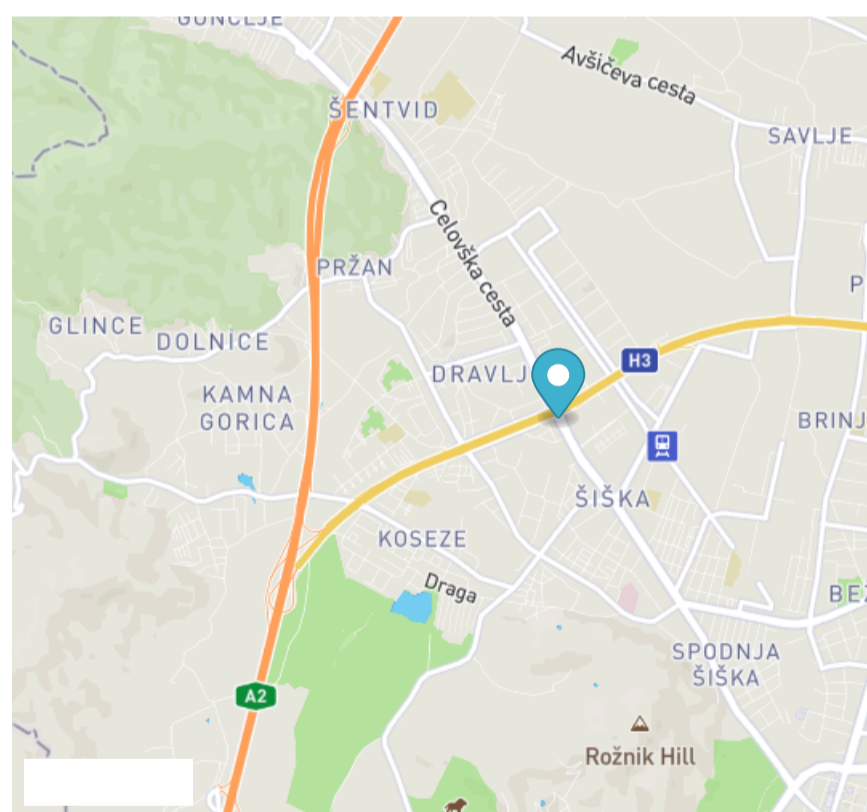 GUNCLJE
Avšičeva cesta
ŠENTVID
SAVLJE
Celovška cesta
PRŽAN
P
GLINCE
DOLNICE
H3
DRAVLJ
KAMNA
GORICA
BRINJ
ŠIŠKA
KOSEZE
Draga
BEZ
SPODNJA
ŠIŠKA
A2
Rožnik Hill